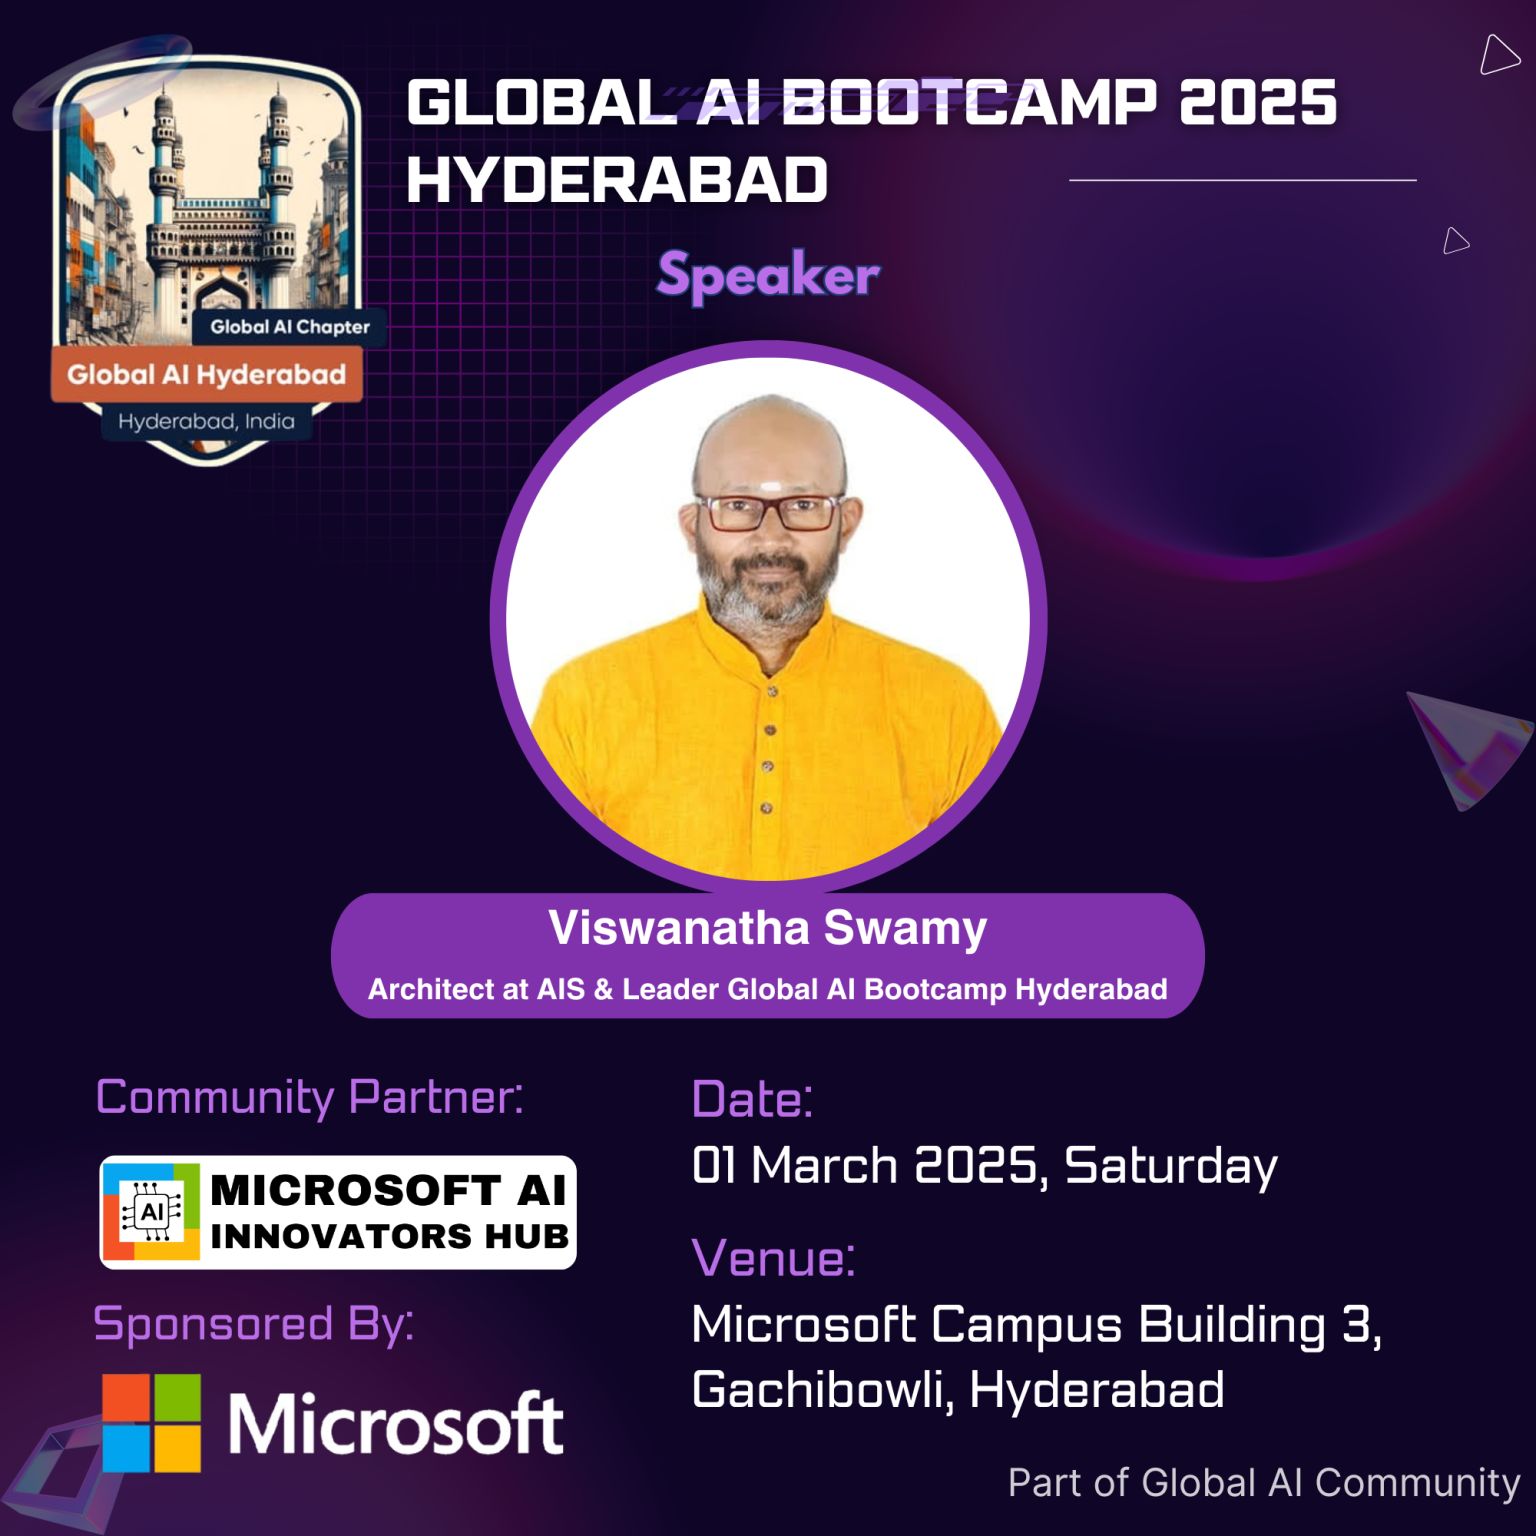 GLOBAL AI BOOTCAMP 2025
HYDERABAD
Speaker
Global AI Chapter
Global AI Hyderabad
Hyderabad, India
Viswanatha Swamy
Architect at AIS & Leader Global AI Bootcamp Hyderabad
Community Partner:
AI
MICROSOFT AI
INNOVATORS HUB
Sponsored By:
Microsoft
Date:
01 March 2025, Saturday
Venue:
Microsoft Campus Building 3,
Gachibowli, Hyderabad
Part of Global AI Community